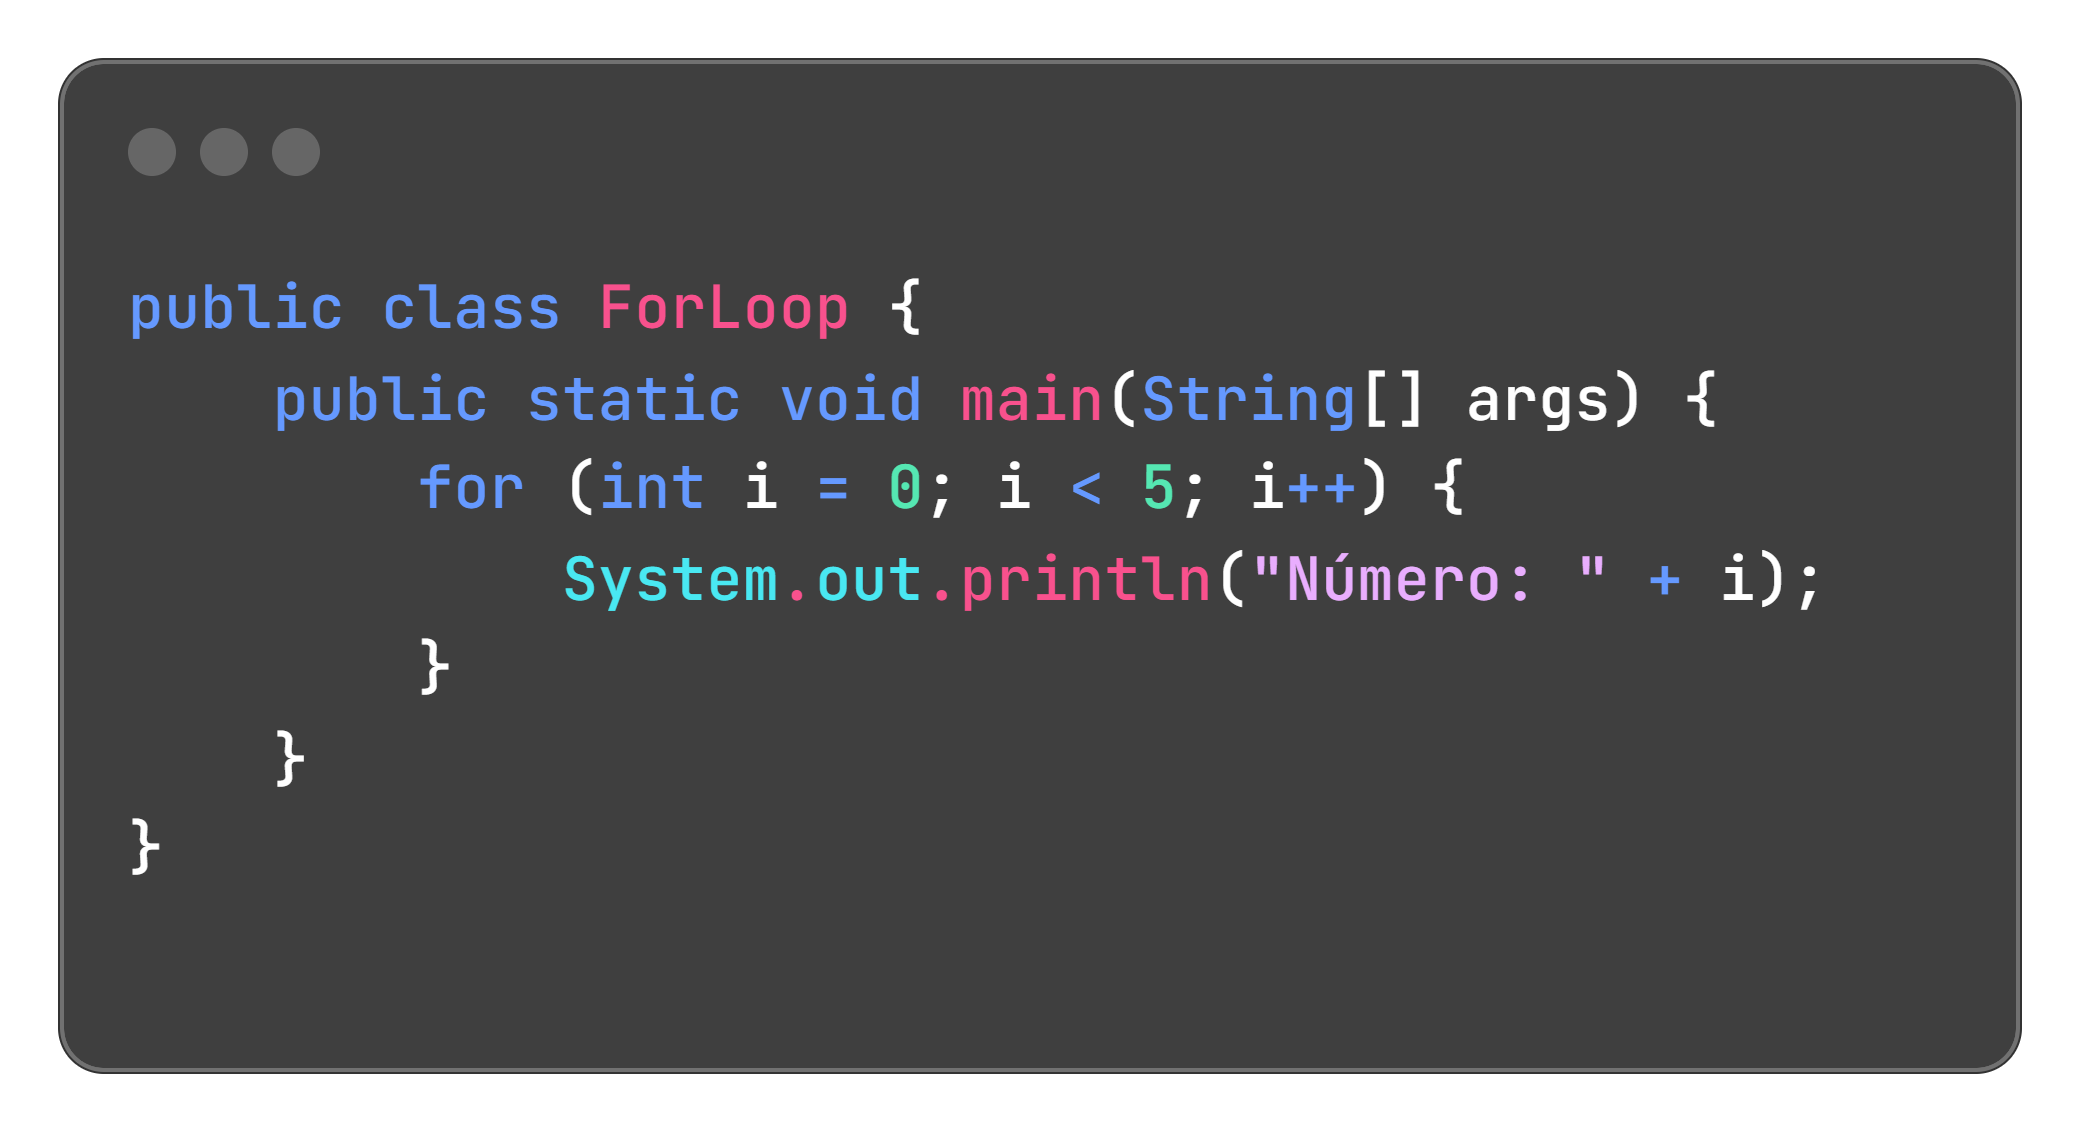 public class ForLoop {
    public static void main(String[] args) {
        for (int i = 0; i < 5; i++) {
            System.out.println("Número: " + i);
        }
    }
}